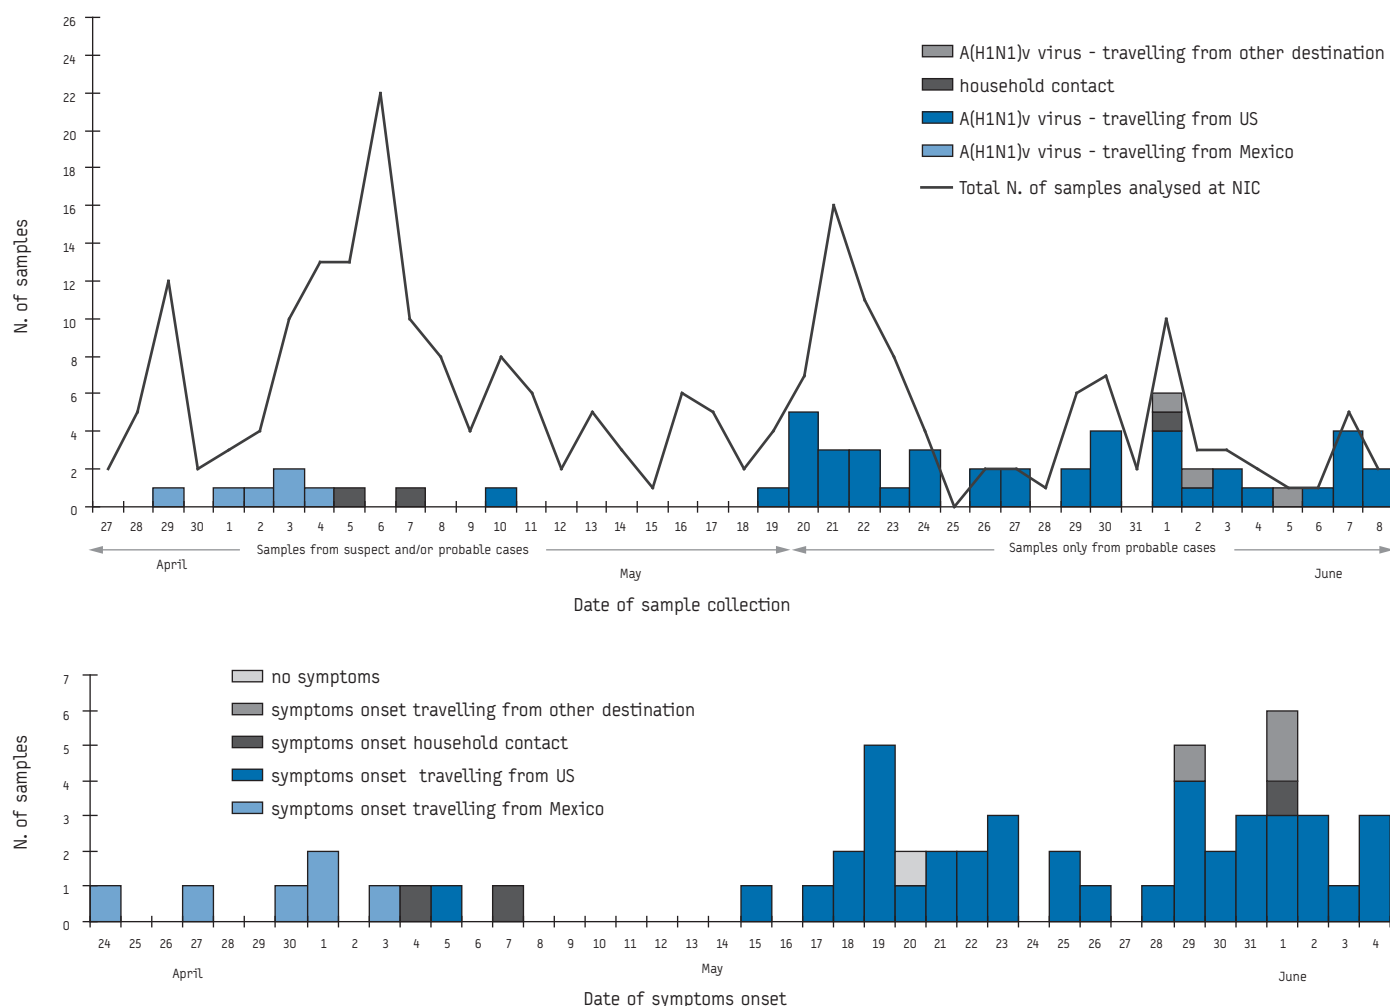 26
24
22
20
18
16
14
12
10
8
6
4
2
0
N. of samples
A(H1N1)v virus - travelling from other destination
household contact
A(H1N1)v virus - travelling from US
A(H1N1)v virus - travelling from Mexico
Total N. of samples analysed at NIC
27 28 29 30 1 2 3 4 5 6 7 8 9 10 11 12 13 14 15 16 17 18 19 20 21 22 23 24 25 26 27 28 29 30 31 1 2 3 4 5 6 7 8
Samples from suspect and/or probable cases Samples only from probable cases
April May June
Date of sample collection
7
6
5
4
3
2
1
0
N. of samples
no symptoms
symptoms onset travelling from other destination
symptoms onset household contact
symptoms onset travelling from US
symptoms onset travelling from Mexico
24 25 26 27 28 29 30 1 2 3 4 5 6 7 8 9 10 11 12 13 14 15 16 17 18 19 20 21 22 23 24 25 26 27 28 29 30 31 1 2 3 4
April May June
Date of symptoms onset